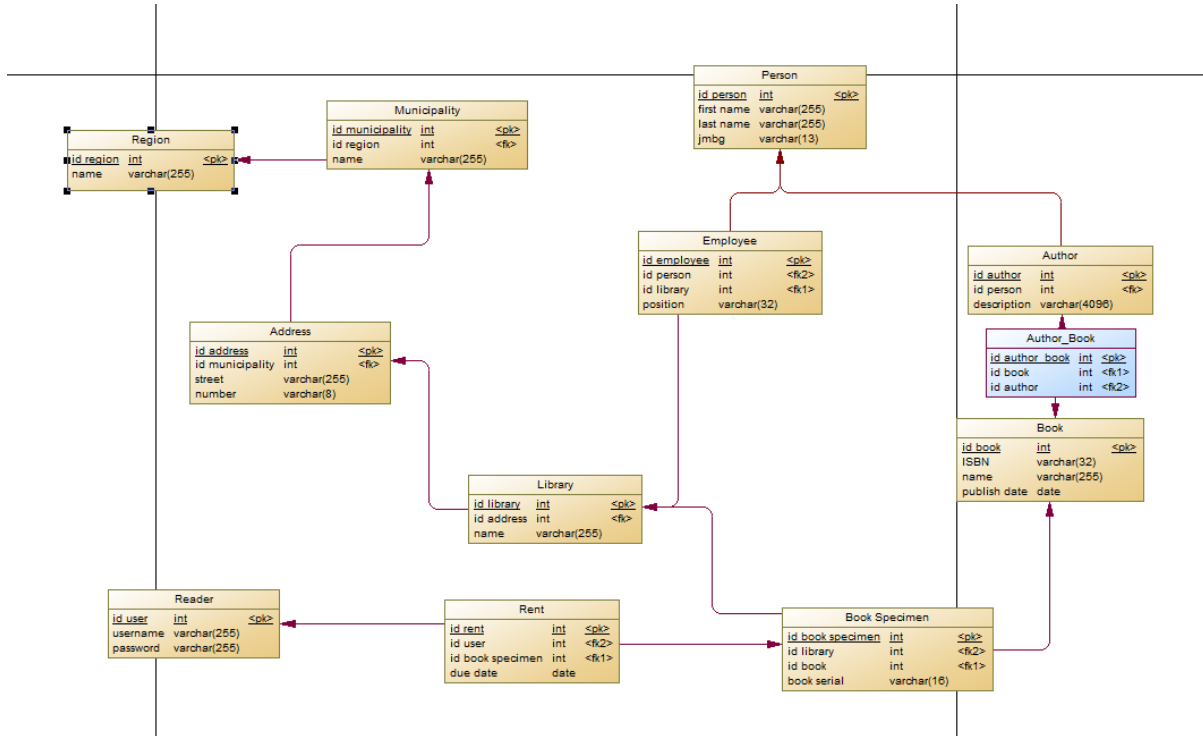 Person
id person int <pk>
first name varchar(255)
last name varchar(255)
jmbg varchar(13)
Municipality
id municipality int <pk>
id region int <fk>
name varchar(255)
Region
id region int <pk>
name varchar(255)
Employee
id employee int <pk>
id person int <fk2>
id library int <fk1>
position varchar(32)
Author
id author int <pk>
id person int <fk>
description varchar(4096)
Address
id address int <pk>
id municipality int <fk>
street varchar(255)
number varchar(8)
Author_Book
id author_book int <pk>
id book int <fk1>
id author int <fk2>
Book
id book int <pk>
ISBN varchar(32)
name varchar(255)
publish date date
Library
id library int <pk>
id address int <fk>
name varchar(255)
Reader
id user int <pk>
username varchar(255)
password varchar(255)
Rent
id rent int <pk>
id user int <fk2>
id book specimen int <fk1>
due date date
Book Specimen
id book specimen int <pk>
id library int <fk2>
id book int <fk1>
book serial varchar(16)